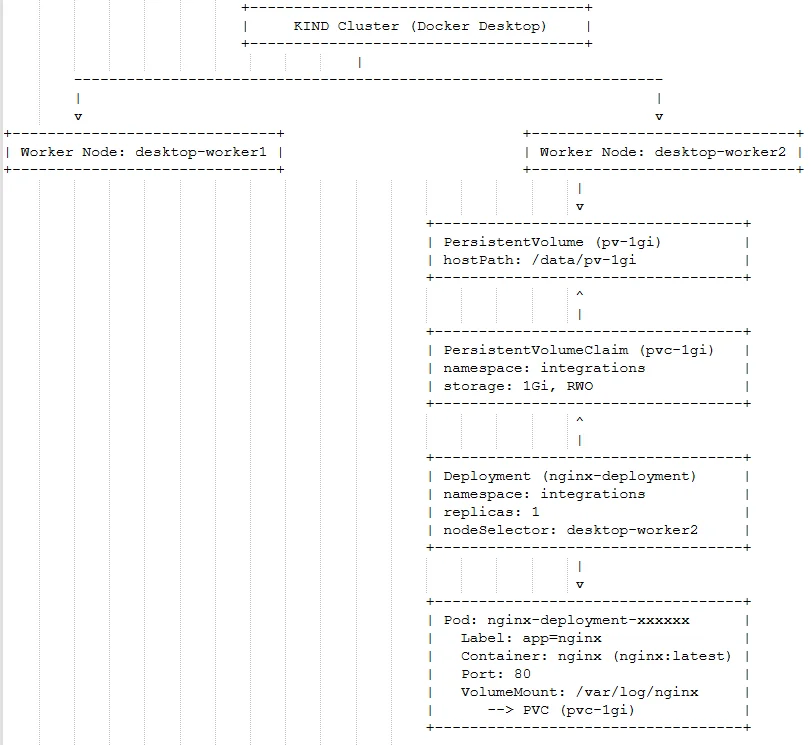 KIND Cluster (Docker Desktop)
Worker Node: desktop-worker1
Worker Node: desktop-worker2
PersistentVolume (pv-1gi)
hostPath: /data/pv-1gi
PersistentVolumeClaim (pvc-1gi)
namespace: integrations
storage: 1Gi, RWO
Deployment (nginx-deployment)
namespace: integrations
replicas: 1
nodeSelector: desktop-worker2
Pod: nginx-deployment-xxxxxx
Label: app=nginx
Container: nginx (nginx:latest)
Port: 80
VolumeMount: /var/log/nginx
--> PVC (pvc-1gi)